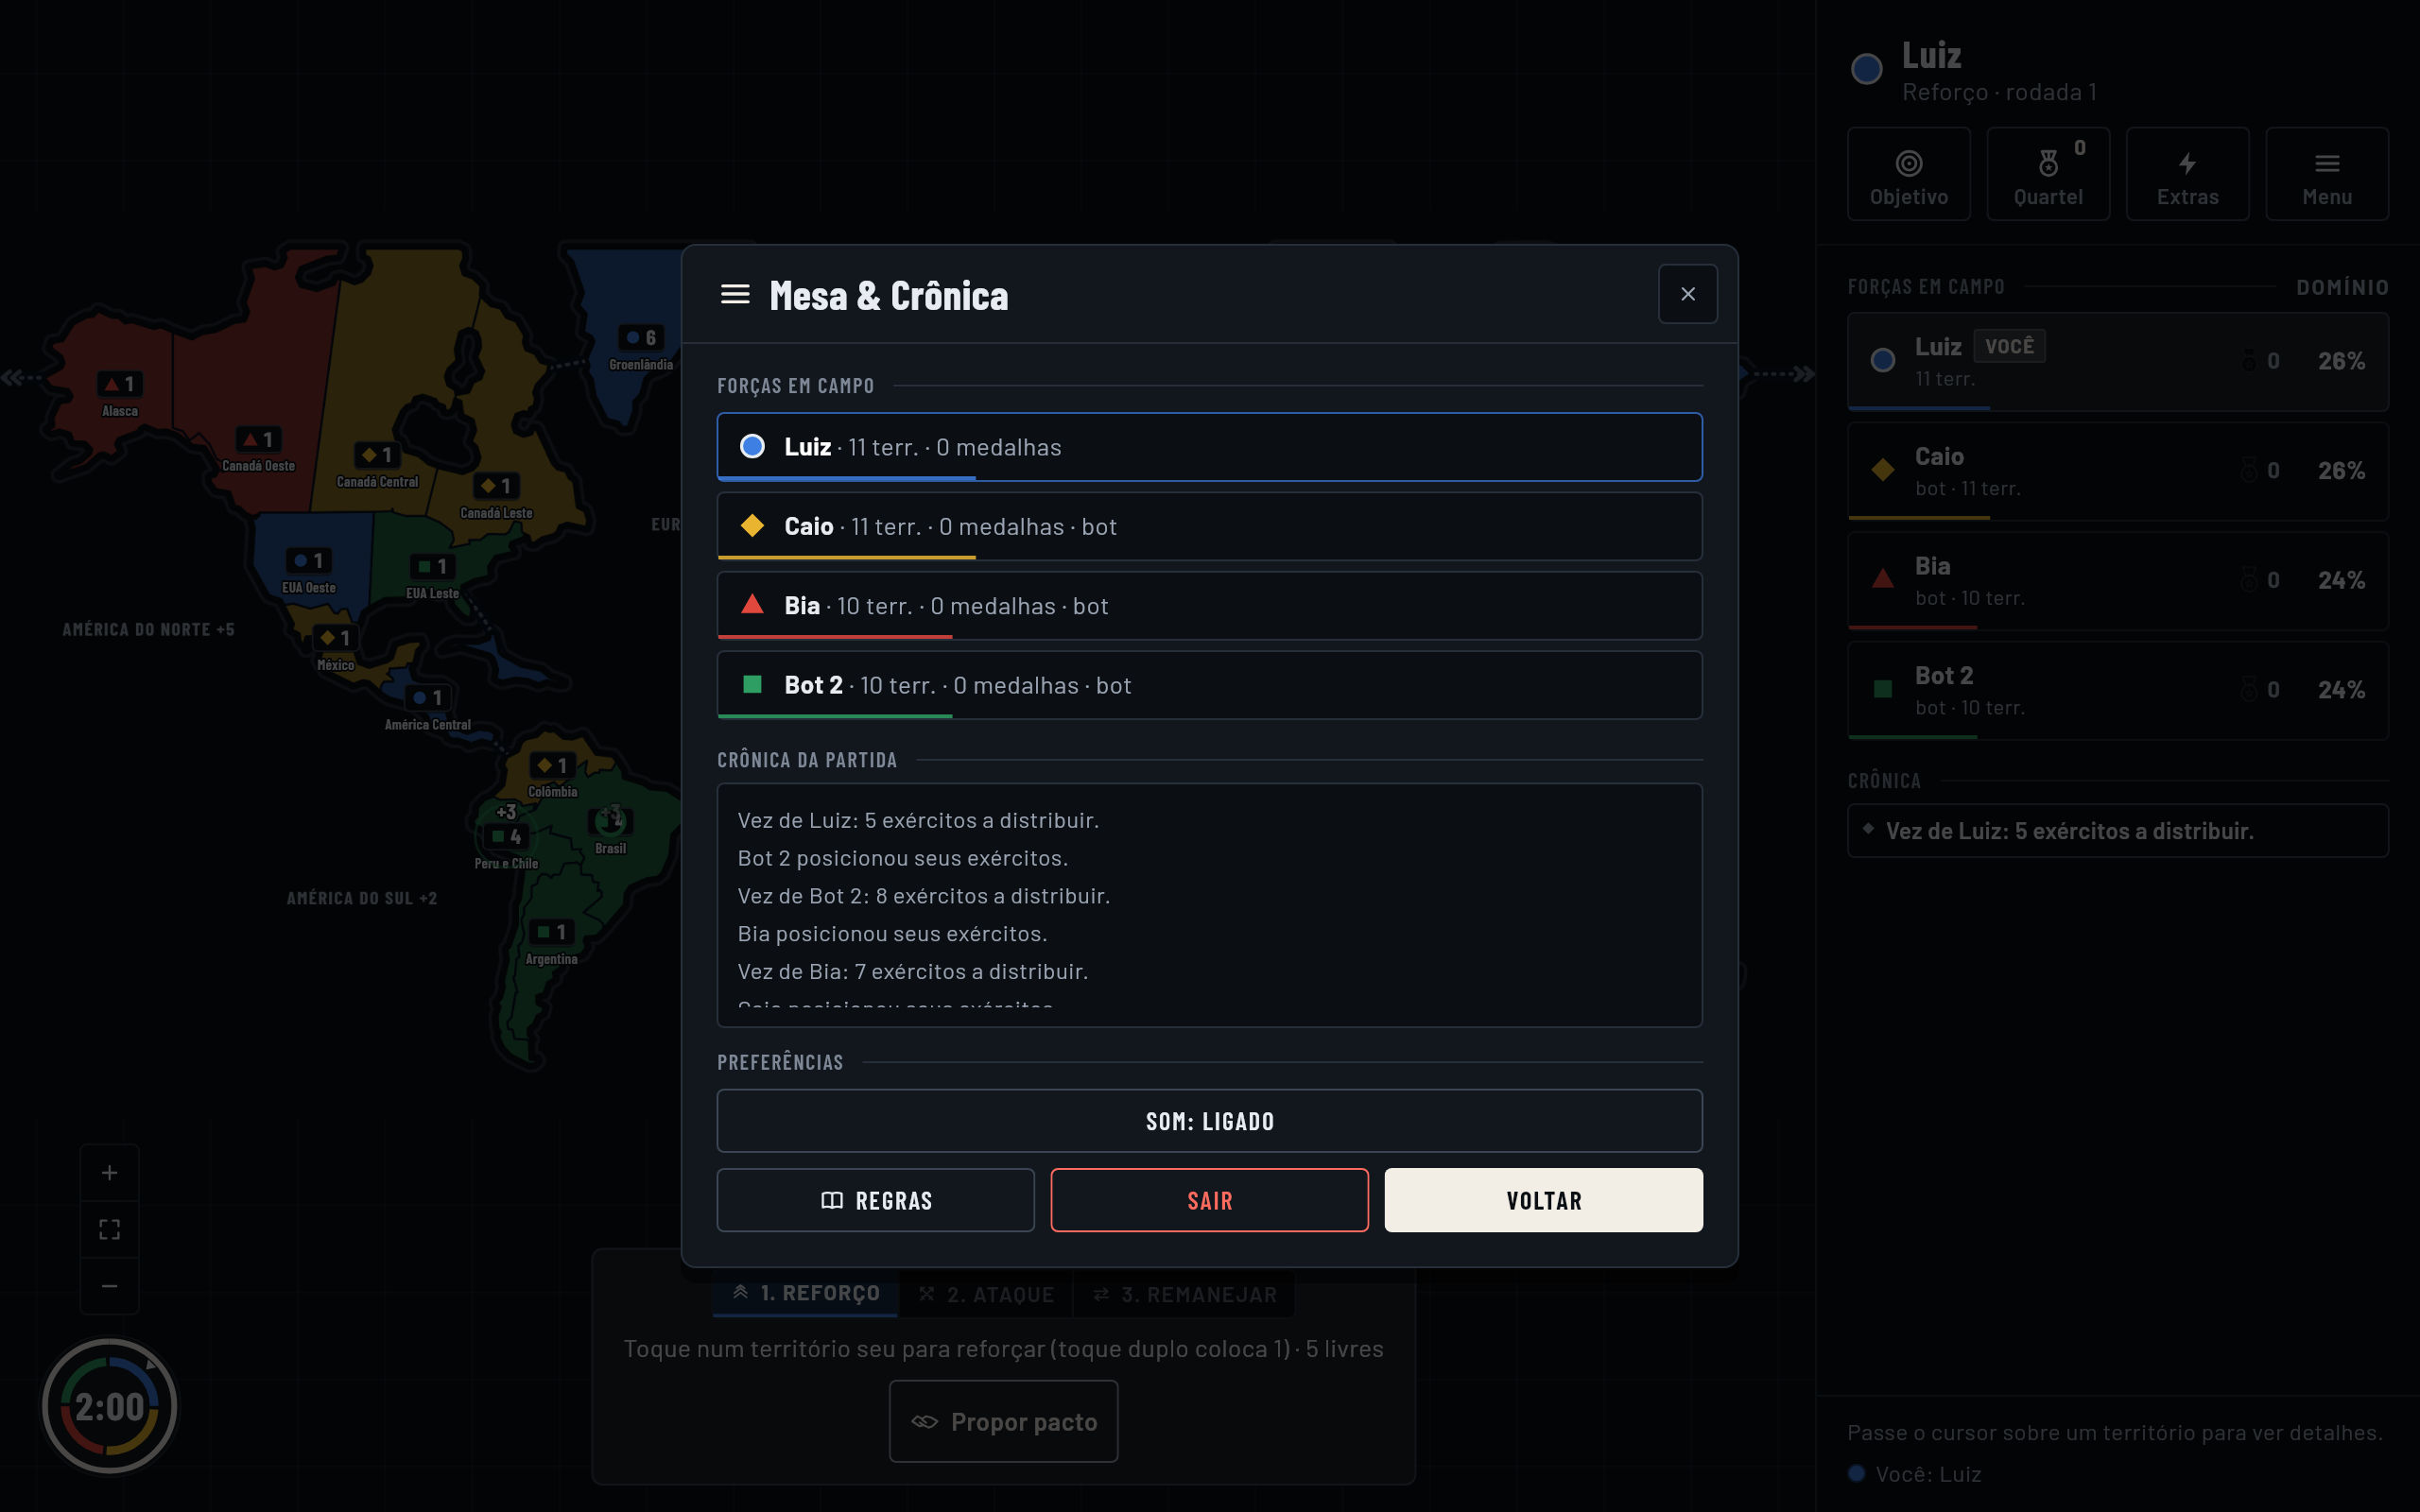 Luiz
Reforço · rodada 1
Objetivo
0
Quartel
Extras
Menu
FORÇAS EM CAMPO
DOMÍNIO
Luiz VOCÊ
11 terr.
0
26%
Caio
bot · 11 terr.
0
26%
Bia
bot · 10 terr.
0
24%
Bot 2
bot · 10 terr.
0
24%
CRÔNICA
Vez de Luiz: 5 exércitos a distribuir.
Passe o cursor sobre um território para ver detalhes.
Você: Luiz
Mesa & Crônica
FORÇAS EM CAMPO
Luiz · 11 terr. · 0 medalhas
Caio · 11 terr. · 0 medalhas · bot
Bia · 10 terr. · 0 medalhas · bot
Bot 2 · 10 terr. · 0 medalhas · bot
CRÔNICA DA PARTIDA
Vez de Luiz: 5 exércitos a distribuir.
Bot 2 posicionou seus exércitos.
Vez de Bot 2: 8 exércitos a distribuir.
Bia posicionou seus exércitos.
Vez de Bia: 7 exércitos a distribuir.
Caio posicionou seus exércitos.
PREFERÊNCIAS
SOM: LIGADO
REGRAS
SAIR
VOLTAR
6
Groenlândia
1
Alasca
1
Canadá Oeste
1
Canadá Central
1
Canadá Leste
EUR
1
EUA Oeste
1
EUA Leste
AMÉRICA DO NORTE +5
1
México
1
América Central
1
Colômbia
+3
4
Peru e Chile
+3
Brasil
AMÉRICA DO SUL +2
1
Argentina
+
−
2:00
1. REFORÇO
2. ATAQUE
3. REMANEJAR
Toque num território seu para reforçar (toque duplo coloca 1) · 5 livres
Propor pacto